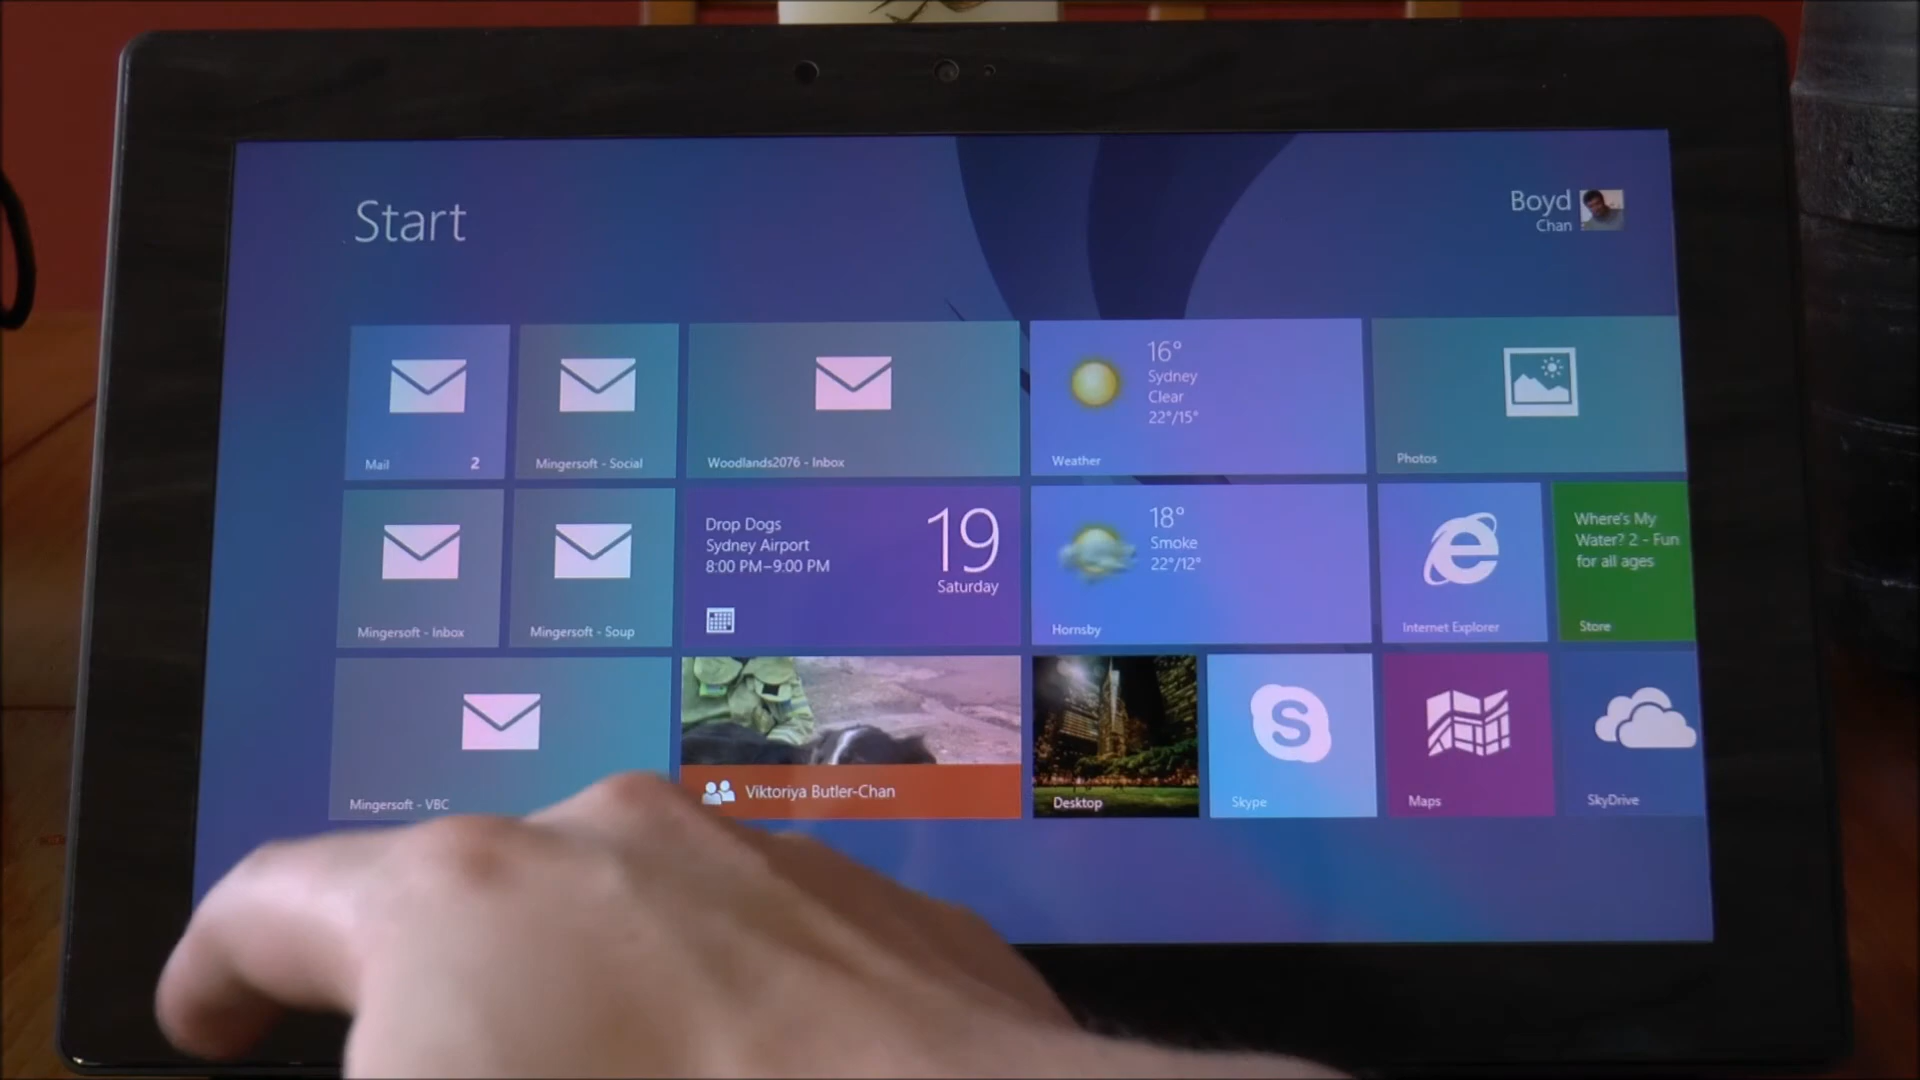 Start
Boyd
Chan
Mail
2
Mingersoft - Social
Woodlands2076 - Inbox
16°
Sydney
Clear
22°/15°
Weather
Photos
Mingersoft - Inbox
Mingersoft - Soup
Drop Dogs
Sydney Airport
8:00 PM–9:00 PM
19
Saturday
18°
Smoke
22°/12°
Hornsby
Internet Explorer
Where's My
Water? 2 - Fun
for all ages
Store
Mingersoft - VBC
Viktoriya Butler-Chan
Desktop
Skype
Maps
SkyDrive